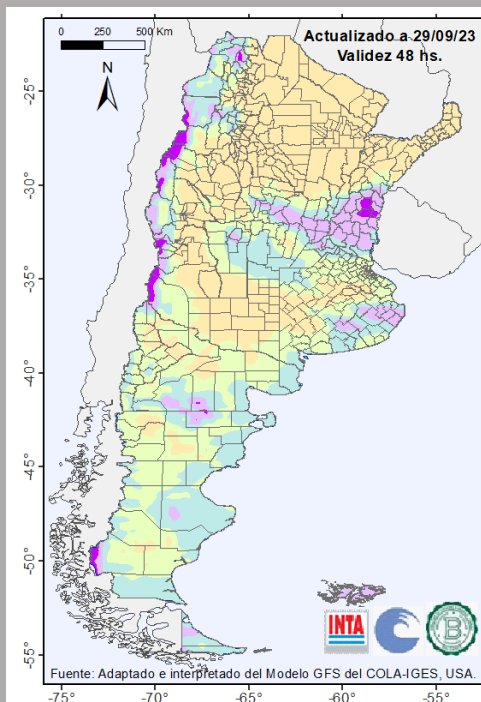 0 250 500 Km
Actualizado a 29/09/23
Validez 48 hs.
N
-25°
-30°
-35°
-40°
-45°
-50°
-55°
INTA
B
Fuente: Adaptado e interpretado del Modelo GFS del COLA-IGES, USA.
-75° -70° -65° -60° -55°